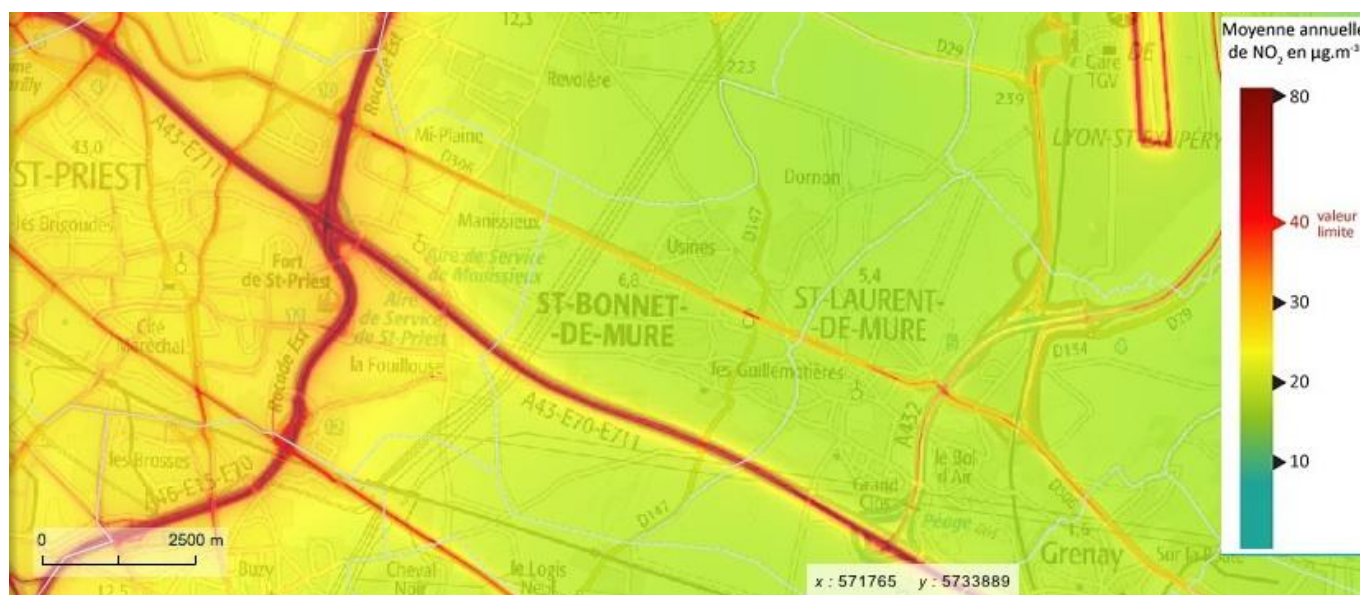 12,3
Revolère
223
D29
239
Gare
TGV
DE
LYON-ST-EXUPÉRY
Moyenne annuelle
de NO₂ en µg.m⁻³
80
40 valeur
limite
30
20
10
Rocade Est
A43-E711
43,0
ST-PRIEST
les Brigoudes
Mi-Plaine
D306
Manissieux
Aire de Service
de Manissieux
Fort
de St-Priest
Aire
de Service
de St-Priest
Cité
Maréchal
Rocade Est
la Fouillouse
les Brosses
A46-E15-E70
Dornon
Usines
D147
6,8
ST-BONNET-
-DE-MURE
5,4
ST-LAURENT-
-DE-MURE
les Guillemotières
A43-E70-E711
A432
D154
D29
le Bol
d'Air
Grand
Clos
Péage
D306
1,6
Grenay
Sur la Route
D147
0 2500 m
12,5
Buzy
Cheval
Noir
le Logis
Neuf
x : 571765 y : 5733889